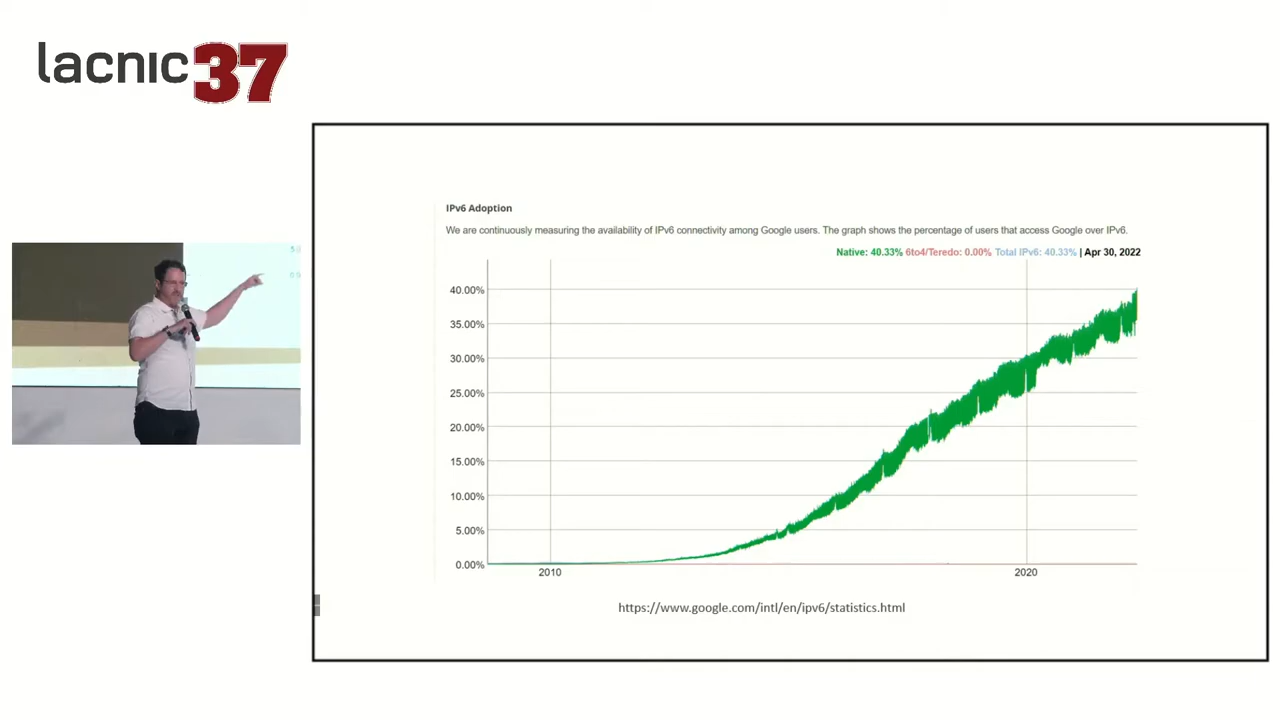 lacnic37
IPv6 Adoption
We are continuously measuring the availability of IPv6 connectivity among Google users. The graph shows the percentage of users that access Google over IPv6.
Native: 40.33% 6to4/Teredo: 0.00% Total IPv6: 40.33% | Apr 30, 2022
40.00%
35.00%
30.00%
25.00%
20.00%
15.00%
10.00%
5.00%
0.00%
2010
2020
https://www.google.com/intl/en/ipv6/statistics.html